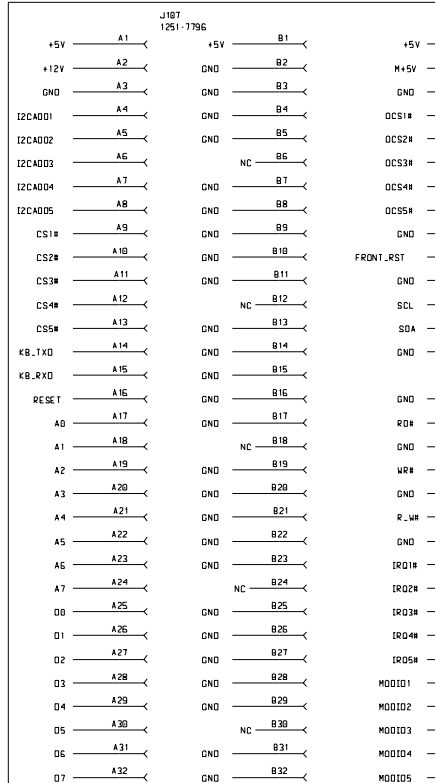 J107
1251-7796
+5V A1 +5V B1 +5V
+12V A2 GND B2 M+5V
GND A3 GND B3 GND
I2CADD1 A4 GND B4 OCS1#
I2CADD2 A5 GND B5 OCS2#
I2CADD3 A6 NC B6 OCS3#
I2CADD4 A7 GND B7 OCS4#
I2CADD5 A8 GND B8 OCS5#
CS1# A9 GND B9 GND
CS2# A10 GND B10 FRONT_RST
CS3# A11 GND B11 GND
CS4# A12 NC B12 SCL
CS5# A13 GND B13 SDA
KB_TXD A14 GND B14 GND
KB_RXD A15 GND B15
RESET A16 GND B16 GND
A0 A17 GND B17 RD#
A1 A18 NC B18 GND
A2 A19 GND B19 WR#
A3 A20 GND B20 GND
A4 A21 GND B21 R_W#
A5 A22 GND B22 GND
A6 A23 GND B23 IRQ1#
A7 A24 NC B24 IRQ2#
D0 A25 GND B25 IRQ3#
D1 A26 GND B26 IRQ4#
D2 A27 GND B27 IRQ5#
D3 A28 GND B28 MODID1
D4 A29 GND B29 MODID2
D5 A30 NC B30 MODID3
D6 A31 GND B31 MODID4
D7 A32 GND B32 MODID5